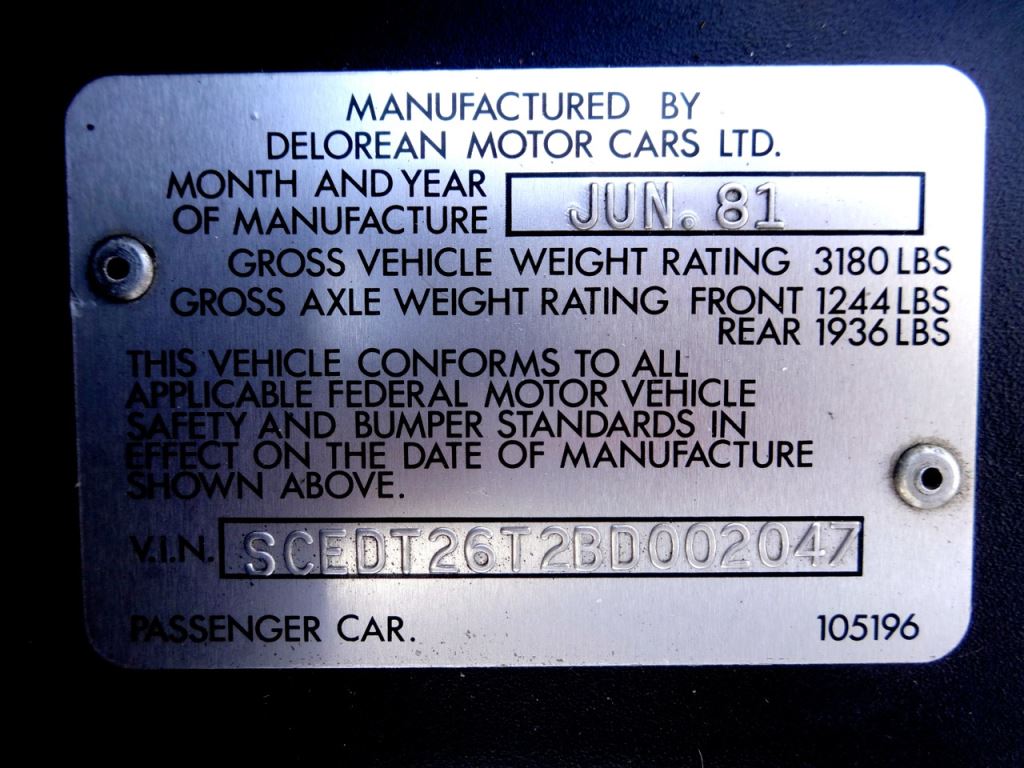 MANUFACTURED BY
DELOREAN MOTOR CARS LTD.
MONTH AND YEAR
OF MANUFACTURE JUN. 81
GROSS VEHICLE WEIGHT RATING 3180 LBS
GROSS AXLE WEIGHT RATING FRONT 1244 LBS
REAR 1936 LBS
THIS VEHICLE CONFORMS TO ALL
APPLICABLE FEDERAL MOTOR VEHICLE
SAFETY AND BUMPER STANDARDS IN
EFFECT ON THE DATE OF MANUFACTURE
SHOWN ABOVE.
V.I.N. SCEDT26T2BD002047
PASSENGER CAR. 105196